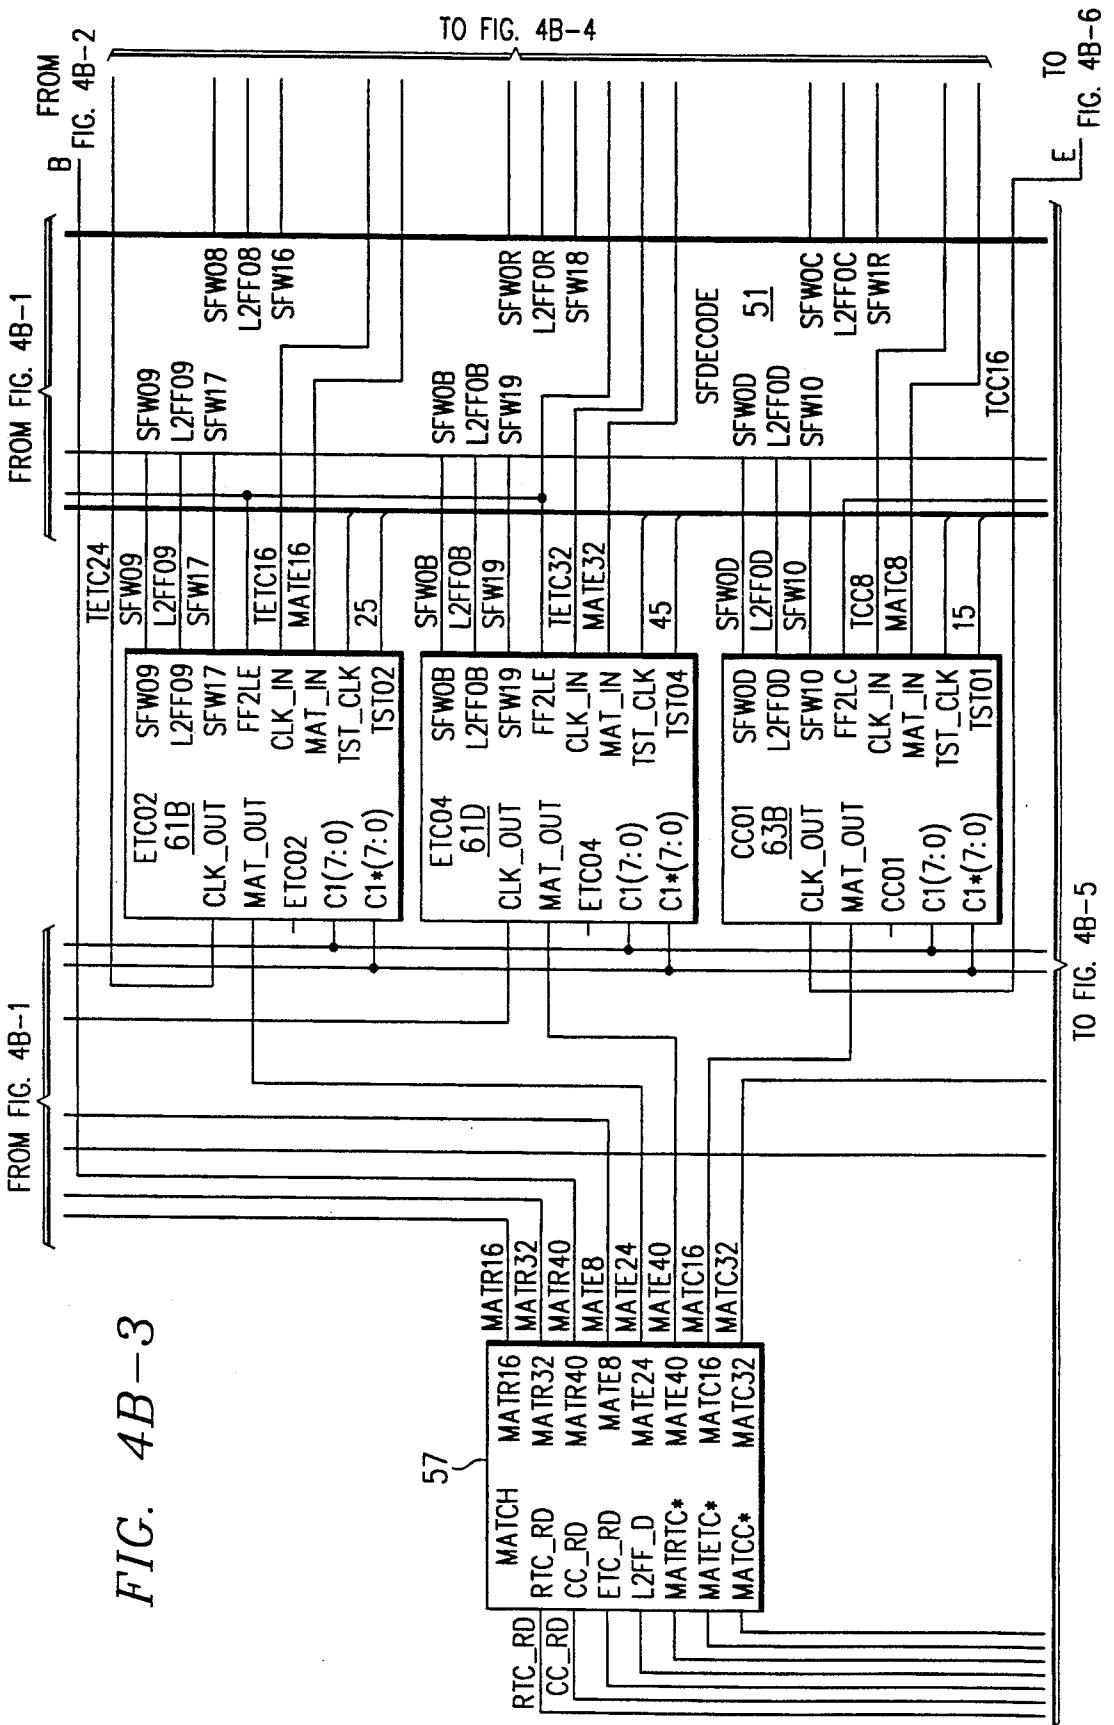 FIG. 4B-3
FROM FIG. 4B-1
FROM FIG. 4B-1
FROM
FIG. 4B-2
B
TO FIG. 4B-4
TO FIG. 4B-5
TO
FIG. 4B-6
E
57
MATCH
RTC_RD
CC_RD
ETC_RD
L2FF_D
MATRTC*
MATETC*
MATCC*
MATR16
MATR32
MATR40
MATE8
MATE24
MATE40
MATC16
MATC32
RTC_RD
CC_RD
MATR16
MATR32
MATR40
MATE8
MATE24
MATE40
MATC16
MATC32
ETC02
61B
CLK_OUT
MAT_OUT
ETC02
C1(7:0)
C1*(7:0)
SFW09
L2FF09
SFW17
FF2LE
CLK_IN
MAT_IN
TST_CLK
TST02
TETC24
SFW09
L2FF09
SFW17
TETC16
MATE16
25
SFW09
L2FF09
SFW17
SFW08
L2FF08
SFW16
ETC04
61D
CLK_OUT
MAT_OUT
ETC04
C1(7:0)
C1*(7:0)
SFW0B
L2FF0B
SFW19
FF2LE
CLK_IN
MAT_IN
TST_CLK
TST04
SFW0B
L2FF0B
SFW19
TETC32
MATE32
45
SFW0B
L2FF0B
SFW19
SFW0R
L2FF0R
SFW18
CC01
63B
CLK_OUT
MAT_OUT
CC01
C1(7:0)
C1*(7:0)
SFW0D
L2FF0D
SFW10
FF2LC
CLK_IN
MAT_IN
TST_CLK
TST01
SFW0D
L2FF0D
SFW10
TCC8
MATC8
15
SFDECODE
51
SFW0D
L2FF0D
SFW10
SFW0C
L2FF0C
SFW1R
TCC16